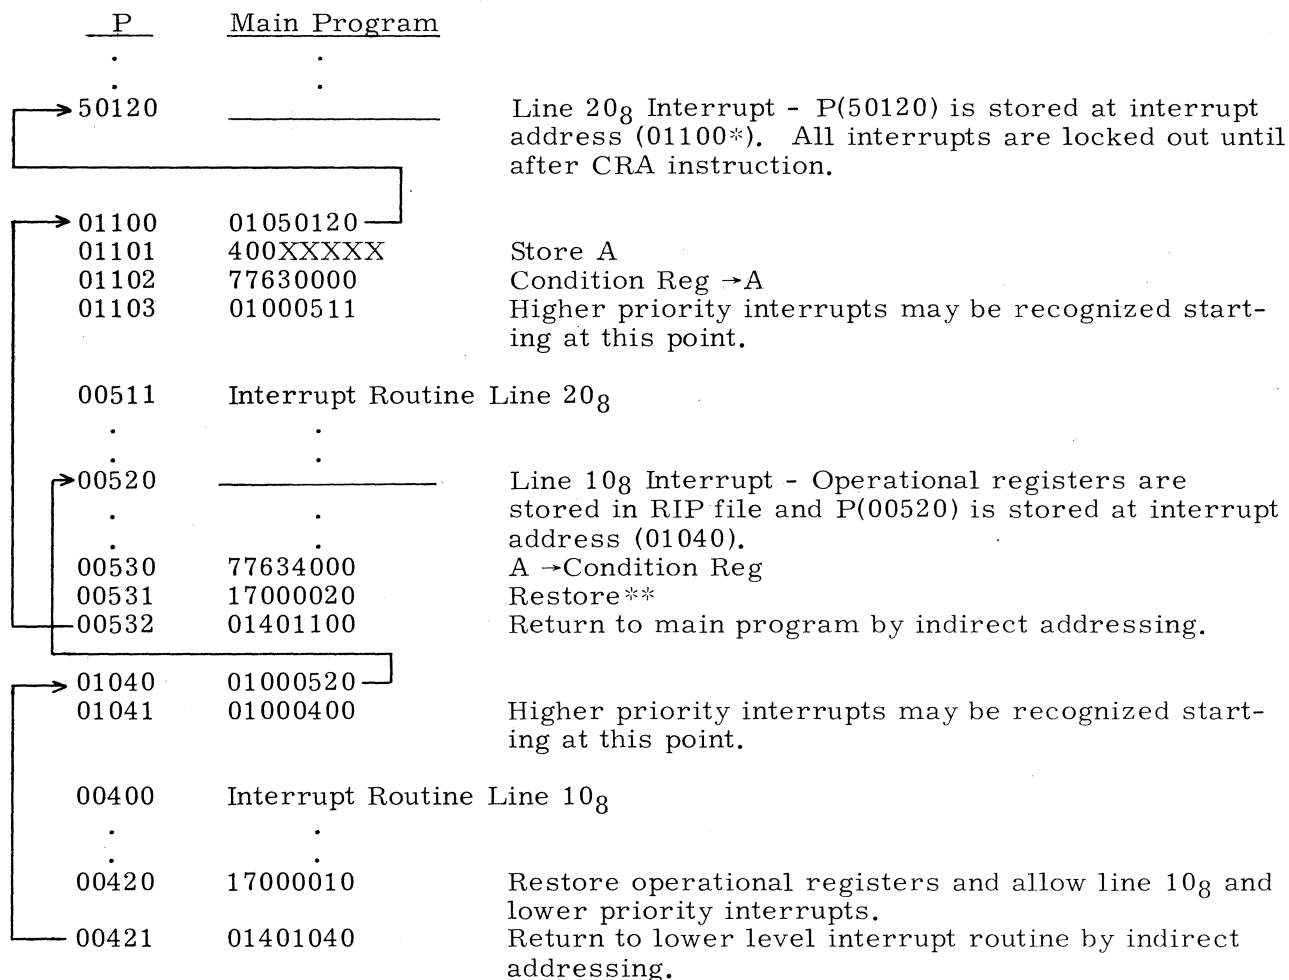 P Main Program
. .
. .
50120 Line 20₈ Interrupt - P(50120) is stored at interrupt
address (01100*). All interrupts are locked out until
after CRA instruction.
01100 01050120
01101 400XXXXX Store A
01102 77630000 Condition Reg →A
01103 01000511 Higher priority interrupts may be recognized start-
ing at this point.
00511 Interrupt Routine Line 20₈
. .
. .
00520 Line 10₈ Interrupt - Operational registers are
. . stored in RIP file and P(00520) is stored at interrupt
. . address (01040).
00530 77634000 A →Condition Reg
00531 17000020 Restore**
00532 01401100 Return to main program by indirect addressing.
01040 01000520
01041 01000400 Higher priority interrupts may be recognized start-
ing at this point.
00400 Interrupt Routine Line 10₈
. .
. .
00420 17000010 Restore operational registers and allow line 10₈ and
lower priority interrupts.
00421 01401040 Return to lower level interrupt routine by indirect
addressing.